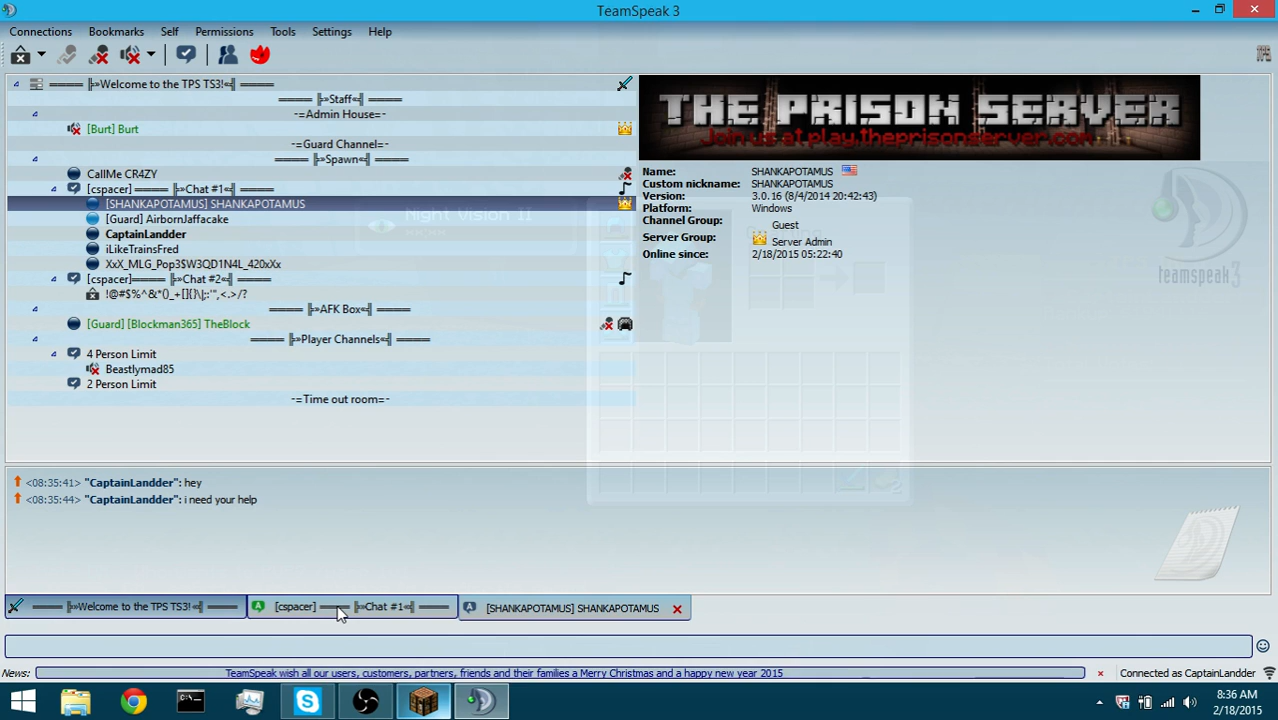 TeamSpeak 3
Connections Bookmarks Self Permissions Tools Settings Help
TPS
═════ ╠»Welcome to the TPS TS3!«╣ ═════
═════ ╠»Staff«╣ ═════
-=Admin House=-
[Burt] Burt
-=Guard Channel=-
═════ ╠»Spawn«╣ ═════
CallMe CR4ZY
[cspacer] ═════ ╠»Chat #1«╣ ═════
[SHANKAPOTAMUS] SHANKAPOTAMUS
[Guard] AirbornJaffacake
CaptainLandder
iLikeTrainsFred
XxX_MLG_Pop3$W3QD1N4L_420xXx
[cspacer]═════ ╠»Chat #2«╣ ═════
!@#$%^&*()_+[]{}\|;:'",<.>/?
═════ ╠»AFK Box«╣ ═════
[Guard] [Blockman365] TheBlock
═════ ╠»Player Channels«╣ ═════
4 Person Limit
Beastlymad85
2 Person Limit
-=Time out room=-
Night Vision II
THE PRISON SERVER
Join us at play.theprisonserver.com
Name: SHANKAPOTAMUS
Custom nickname: SHANKAPOTAMUS
Version: 3.0.16 (8/4/2014 20:42:43)
Platform: Windows
Channel Group:
Guest
Server Group:
Server Admin
Online since: 2/18/2015 05:22:40
teamspeak 3
<08:35:41> "CaptainLandder": hey
<08:35:44> "CaptainLandder": i need your help
═════ ╠»Welcome to the TPS TS3!«╣ ═════
[cspacer] ═════ ╠»Chat #1«╣ ═════
[SHANKAPOTAMUS] SHANKAPOTAMUS
News: TeamSpeak wish all our users, customers, partners, friends and their families a Merry Christmas and a happy new year 2015
Connected as CaptainLandder
8:36 AM
2/18/2015